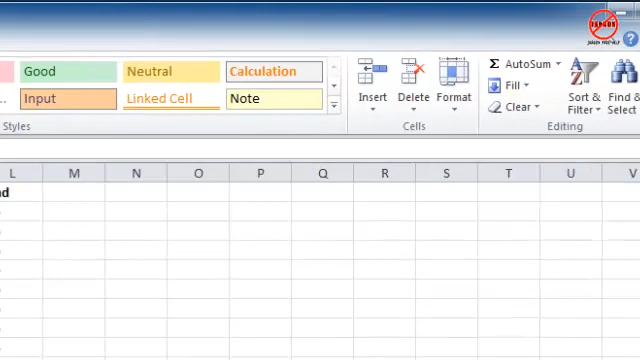 Good Neutral Calculation
Input Linked Cell Note
Styles
Insert Delete Format
Cells
AutoSum
Fill
Clear
Sort &
Filter
Find &
Select
Editing
L M N O P Q R S T U V